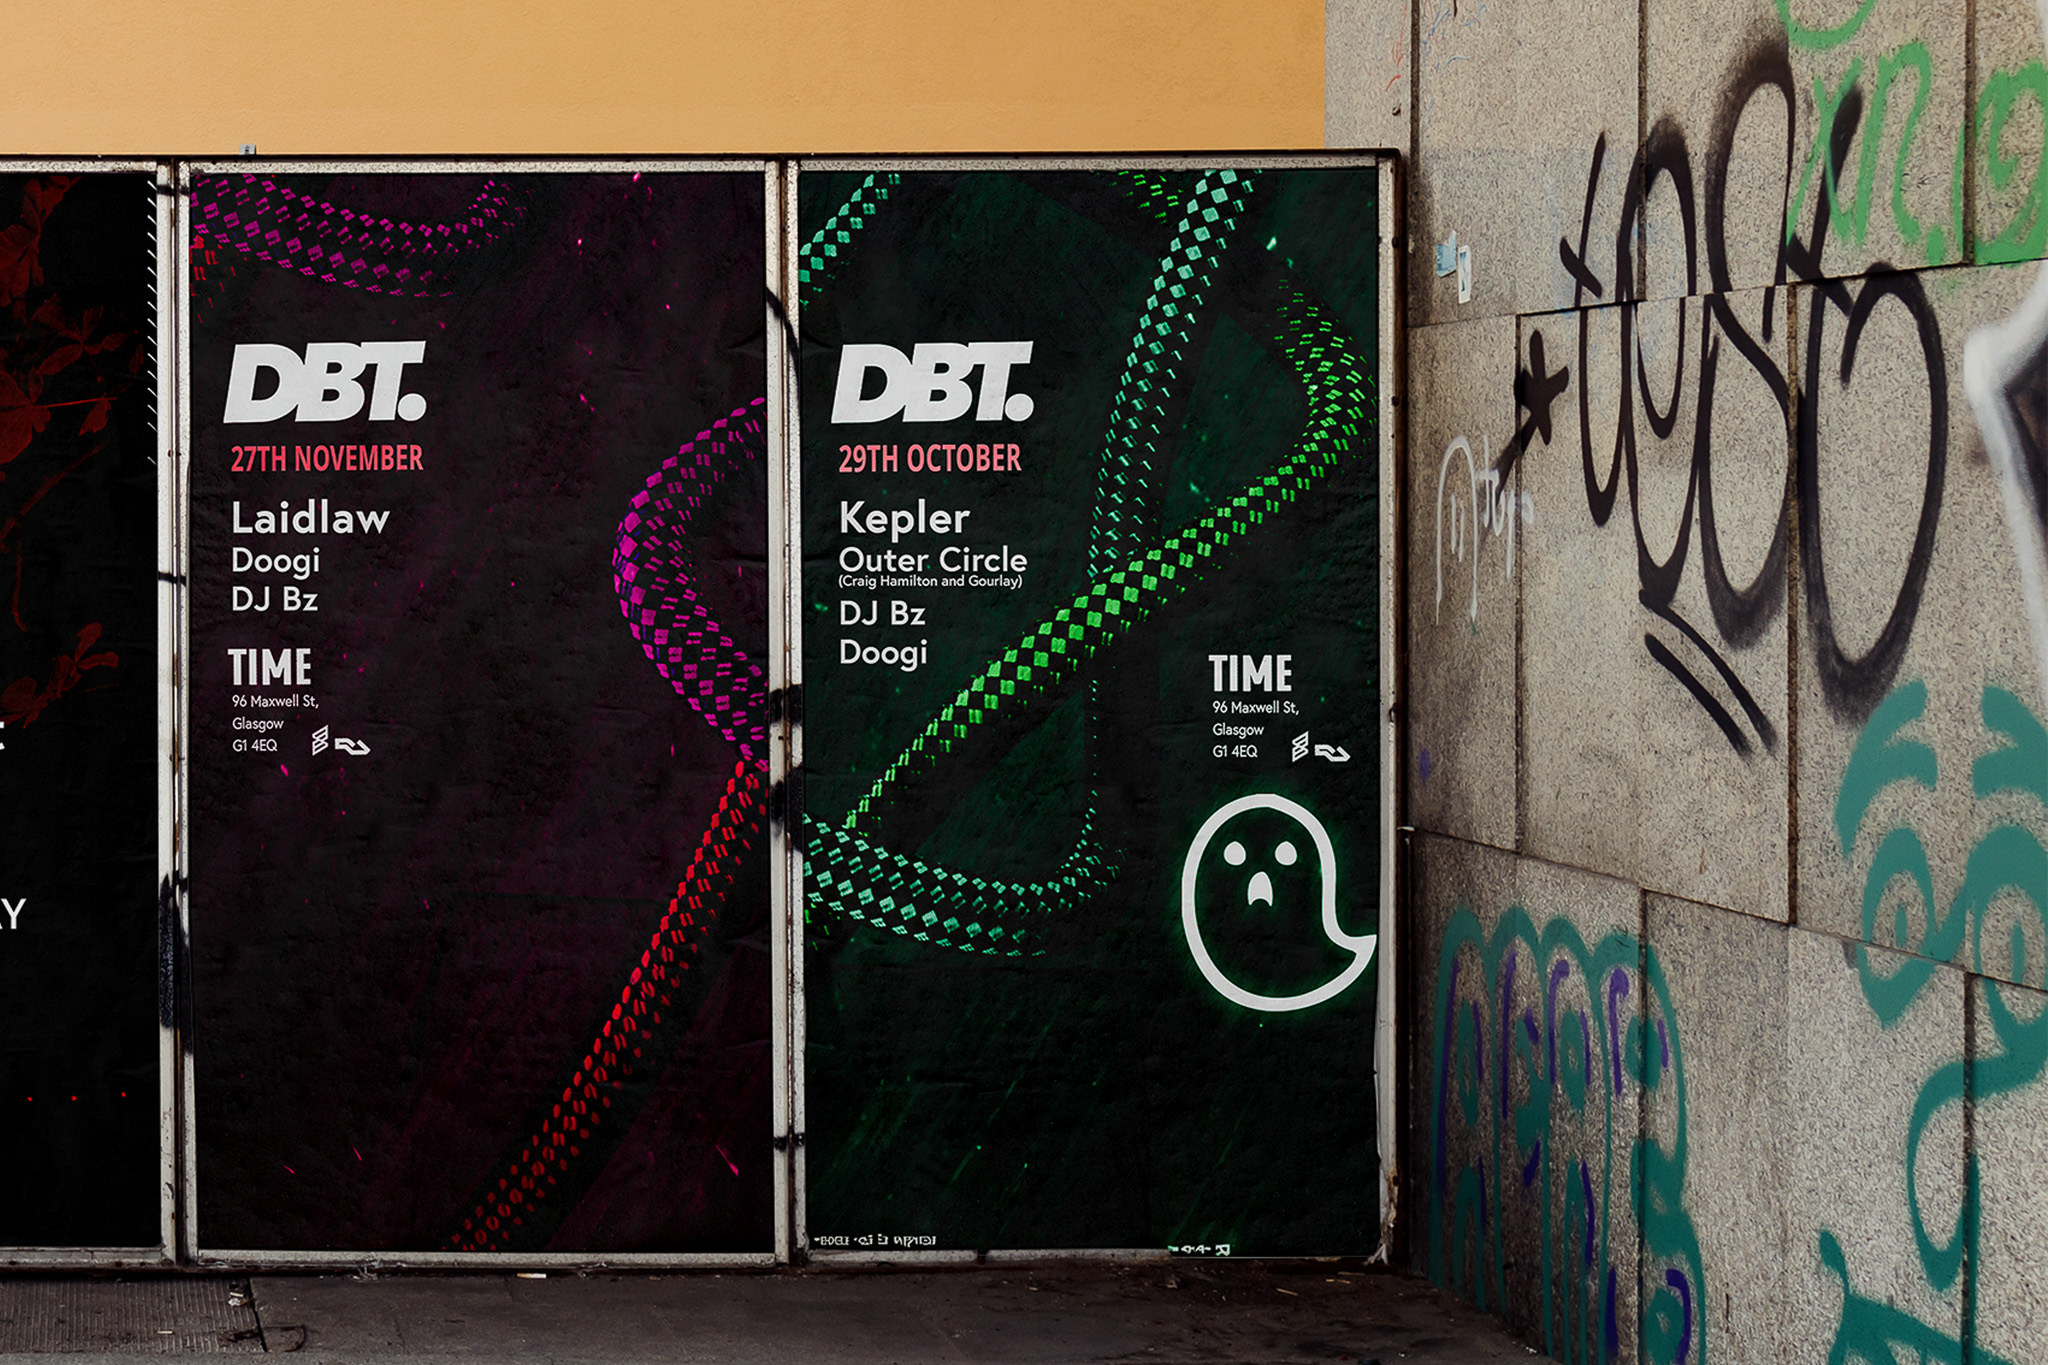 AY
DBT.
27TH NOVEMBER
Laidlaw
Doogi
DJ Bz
TIME
96 Maxwell St,
Glasgow
G1 4EQ
DBT.
29TH OCTOBER
Kepler
Outer Circle
(Craig Hamilton and Gourlay)
DJ Bz
Doogi
TIME
96 Maxwell St,
Glasgow
G1 4EQ